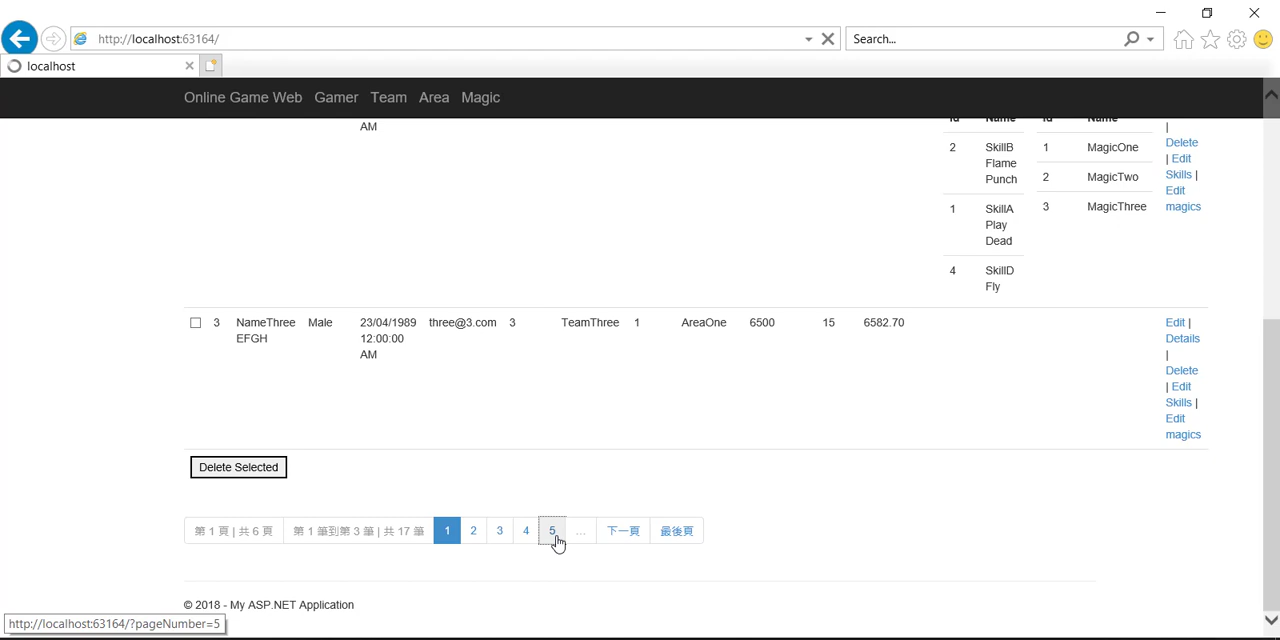 http://localhost:63164/
Search...
localhost
Online Game Web Gamer Team Area Magic
AM
Id Name Id Name
|
Delete
| Edit
Skills |
Edit
magics
2 SkillB
Flame
Punch
1 SkillA
Play
Dead
4 SkillD
Fly
1 MagicOne
2 MagicTwo
3 MagicThree
3 NameThree
EFGH
Male
23/04/1989
12:00:00
AM
three@3.com
3
TeamThree
1
AreaOne
6500
15
6582.70
Edit |
Details
|
Delete
| Edit
Skills |
Edit
magics
Delete Selected
第 1 頁 | 共 6 頁 第 1 筆到第 3 筆 | 共 17 筆 1 2 3 4 5 ... 下一頁 最後頁
© 2018 - My ASP.NET Application
http://localhost:63164/?pageNumber=5